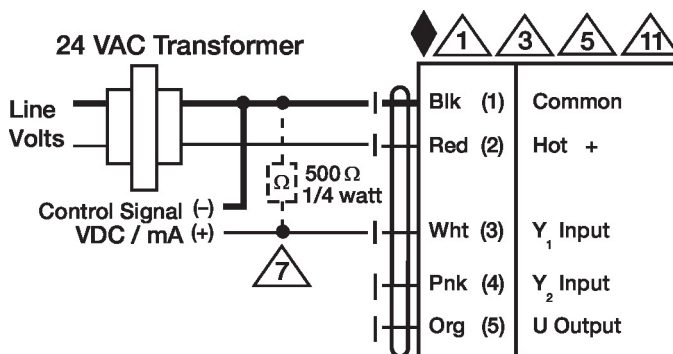 24 VAC Transformer
1 3 5 11
Line
Volts
Blk (1) Common
Red (2) Hot +
Ω 500 Ω
1/4 watt
Control Signal (-)
VDC / mA (+)
Wht (3) Y1 Input
7
Pnk (4) Y2 Input
Org (5) U Output